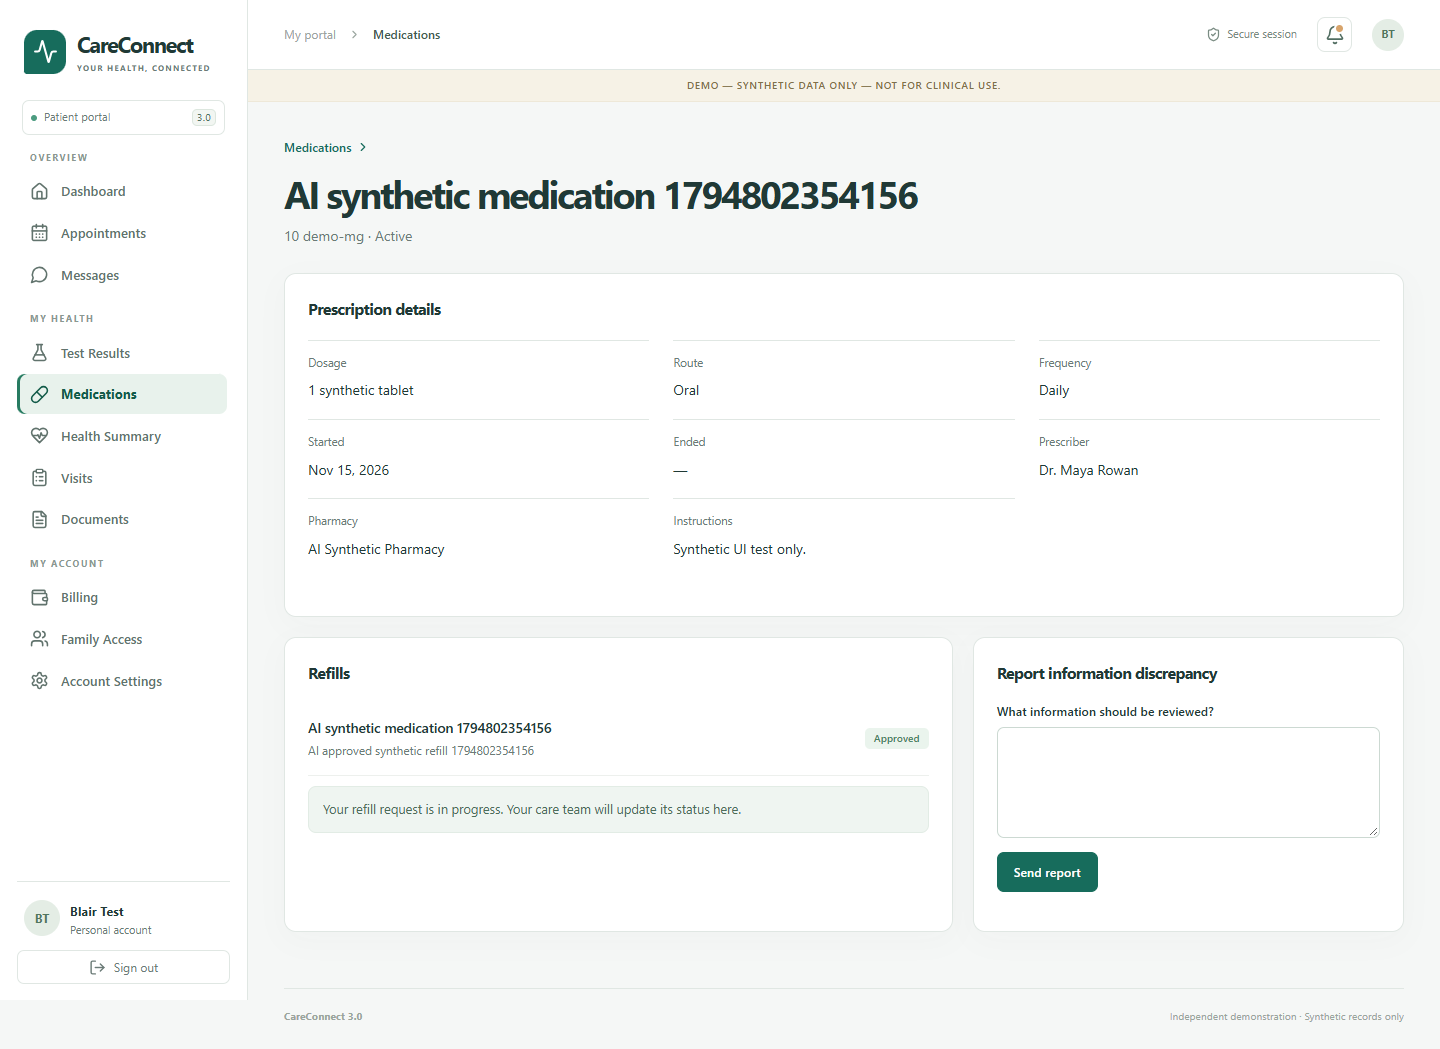 CareConnect
YOUR HEALTH, CONNECTED
Patient portal
3.0
OVERVIEW
Dashboard
Appointments
Messages
MY HEALTH
Test Results
Medications
Health Summary
Visits
Documents
MY ACCOUNT
Billing
Family Access
Account Settings
BT
Blair Test
Personal account
Sign out
My portal
Medications
Secure session
BT
DEMO — SYNTHETIC DATA ONLY — NOT FOR CLINICAL USE.
Medications
AI synthetic medication 1794802354156
10 demo-mg · Active
Prescription details
Dosage
1 synthetic tablet
Route
Oral
Frequency
Daily
Started
Nov 15, 2026
Ended
—
Prescriber
Dr. Maya Rowan
Pharmacy
AI Synthetic Pharmacy
Instructions
Synthetic UI test only.
Refills
AI synthetic medication 1794802354156
AI approved synthetic refill 1794802354156
Approved
Your refill request is in progress. Your care team will update its status here.
Report information discrepancy
What information should be reviewed?
Send report
CareConnect 3.0
Independent demonstration · Synthetic records only